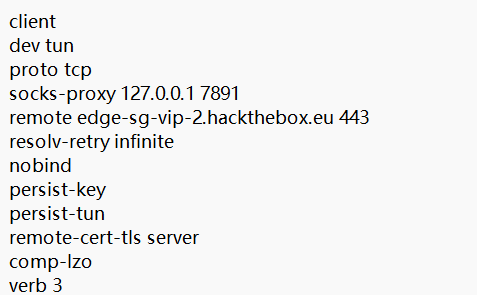 client
dev tun
proto tcp
socks-proxy 127.0.0.1 7891
remote edge-sg-vip-2.hackthebox.eu 443
resolv-retry infinite
nobind
persist-key
persist-tun
remote-cert-tls server
comp-lzo
verb 3